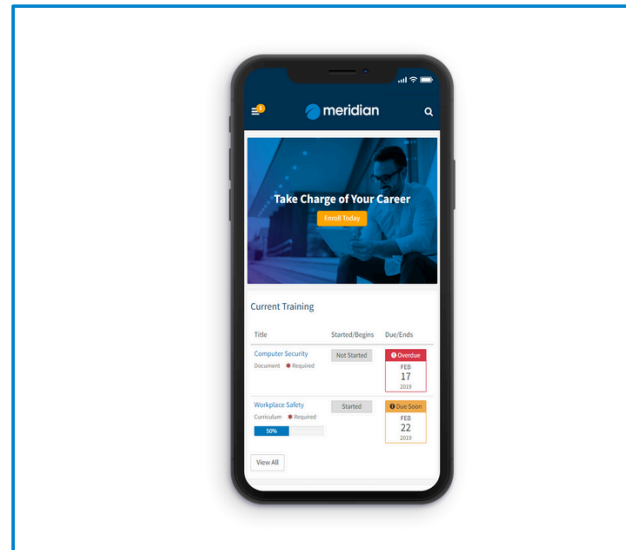 meridian
Take Charge of Your Career
Enroll Today
Current Training
Title Started/Begins Due/Ends
Computer Security Not Started Overdue
Document Required FEB
17
2019
Workplace Safety Started Due Soon
Curriculum Required FEB
50% 22
2019
View All